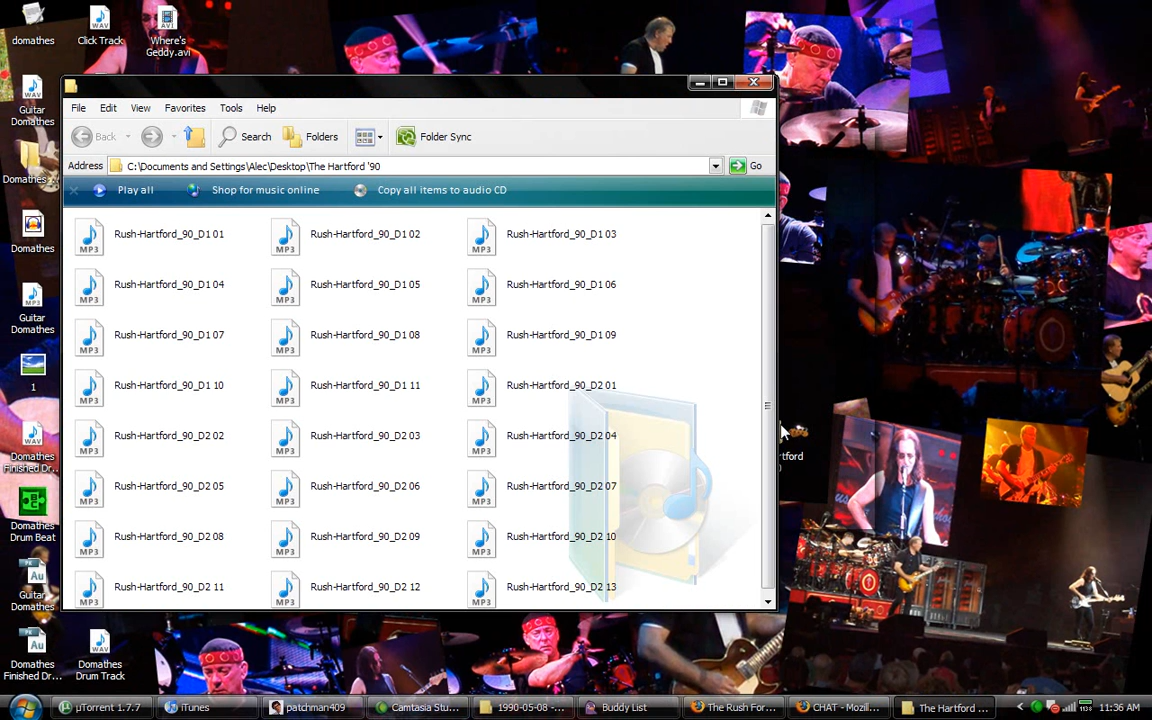 domathes
Click Track
Where's
Geddy.avi
Guitar
Domathes
Domathes...
Domathes
Guitar
Domathes
1
Domathes
Finished Dr...
Domathes
Drum Beat
Guitar
Domathes
Domathes
Finished Dr...
Domathes
Drum Track
File Edit View Favorites Tools Help
Back Search Folders Folder Sync
Address C:\Documents and Settings\Alec\Desktop\The Hartford '90 Go
Play all Shop for music online Copy all items to audio CD
Rush-Hartford_90_D1 01 Rush-Hartford_90_D1 02 Rush-Hartford_90_D1 03
Rush-Hartford_90_D1 04 Rush-Hartford_90_D1 05 Rush-Hartford_90_D1 06
Rush-Hartford_90_D1 07 Rush-Hartford_90_D1 08 Rush-Hartford_90_D1 09
Rush-Hartford_90_D1 10 Rush-Hartford_90_D1 11 Rush-Hartford_90_D2 01
Rush-Hartford_90_D2 02 Rush-Hartford_90_D2 03 Rush-Hartford_90_D2 04
Rush-Hartford_90_D2 05 Rush-Hartford_90_D2 06 Rush-Hartford_90_D2 07
Rush-Hartford_90_D2 08 Rush-Hartford_90_D2 09 Rush-Hartford_90_D2 10
Rush-Hartford_90_D2 11 Rush-Hartford_90_D2 12 Rush-Hartford_90_D2 13
µTorrent 1.7.7 iTunes patchman409 Camtasia Stu... 1990-05-08 -... Buddy List The Rush For... CHAT - Mozil... The Hartford ... 11:36 AM